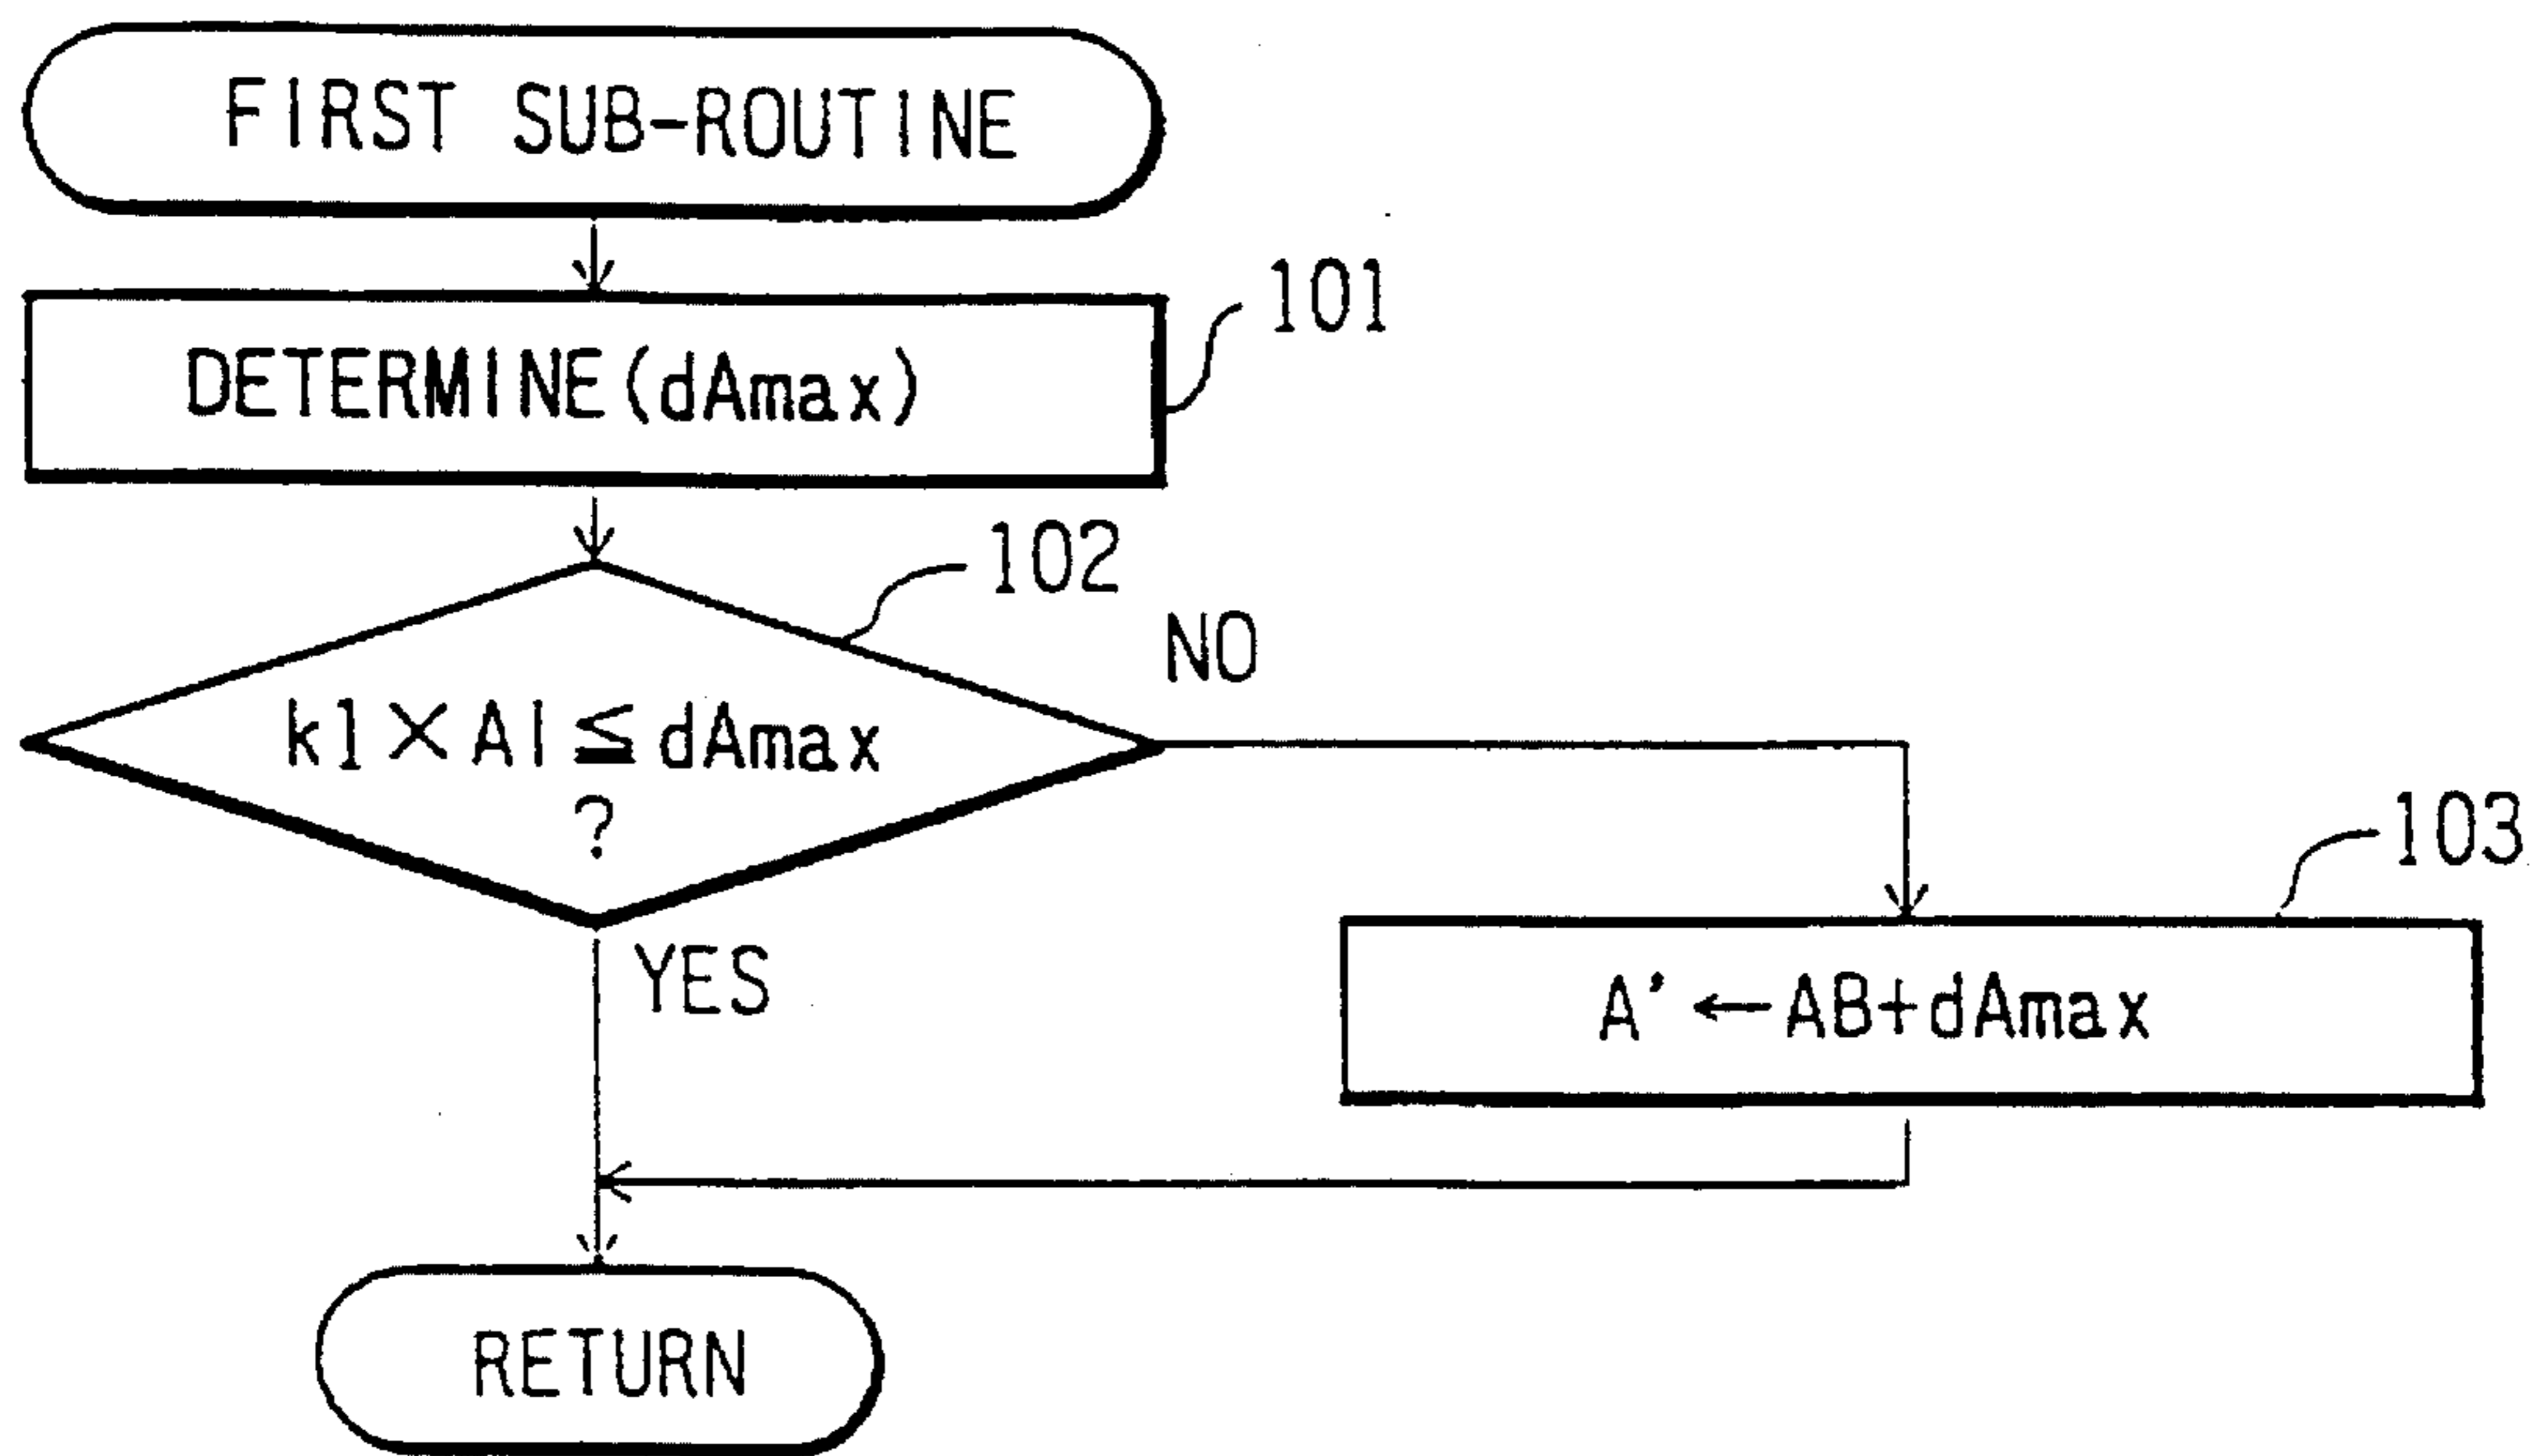 FIRST SUB-ROUTINE
DETERMINE(dAmax)
101
102
k1×AI≦dAmax
?
NO
YES
103
A'←AB+dAmax
RETURN